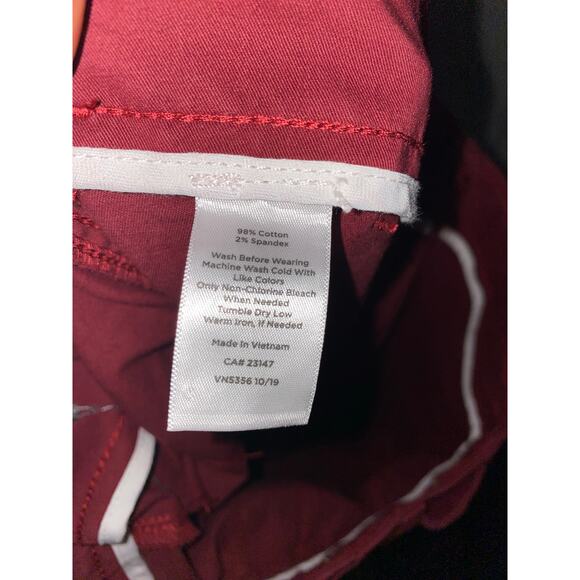 98% Cotton
2% Spandex
Wash Before Wearing
Machine Wash Cold With
Like Colors
Only Non-Chlorine Bleach
When Needed
Tumble Dry Low
Warm Iron, If Needed
Made In Vietnam
CA# 23147
VN5356 10/19